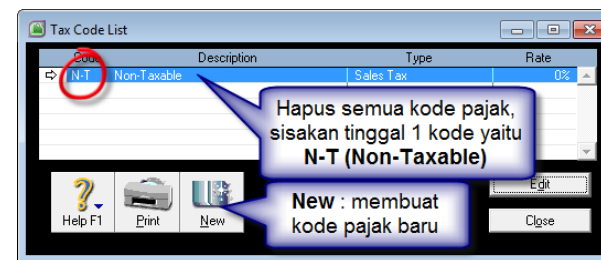 Tax Code List
Code Description Type Rate
N-T Non-Taxable Sales Tax 0%
Hapus semua kode pajak,
sisakan tinggal 1 kode yaitu
N-T (Non-Taxable)
Edit
New : membuat
kode pajak baru
Help F1 Print New Close